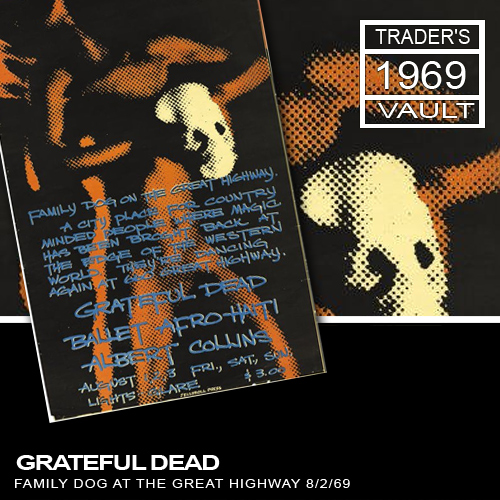 TRADER'S
1969
VAULT
FAMILY DOG ON THE GREAT HIGHWAY.
A CITY PLACE FOR COUNTRY
MINDED PEOPLE, WHERE MAGIC
HAS BEEN BROUGHT BACK, AT
THE EDGE OF THE WESTERN
WORLD. THEY'RE DANCING
AGAIN AT THE GREAT HIGHWAY.
GRATEFUL DEAD
BALLET AFRO-HAITI
ALBERT COLLINS
AUGUST 1, 2, 3 FRI., SAT., SUN.
LIGHTS: GLARE $3.00
GRATEFUL DEAD
FAMILY DOG AT THE GREAT HIGHWAY 8/2/69